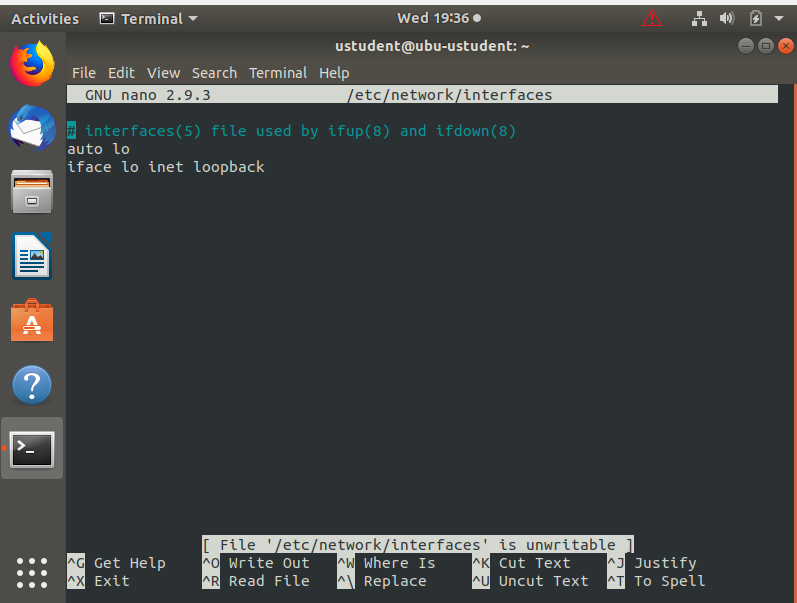 Activities Terminal Wed 19:36
ustudent@ubu-ustudent: ~
File Edit View Search Terminal Help
GNU nano 2.9.3 /etc/network/interfaces
# interfaces(5) file used by ifup(8) and ifdown(8)
auto lo
iface lo inet loopback
[ File '/etc/network/interfaces' is unwritable ]
^G Get Help ^O Write Out ^W Where Is ^K Cut Text ^J Justify
^X Exit ^R Read File ^\ Replace ^U Uncut Text ^T To Spell